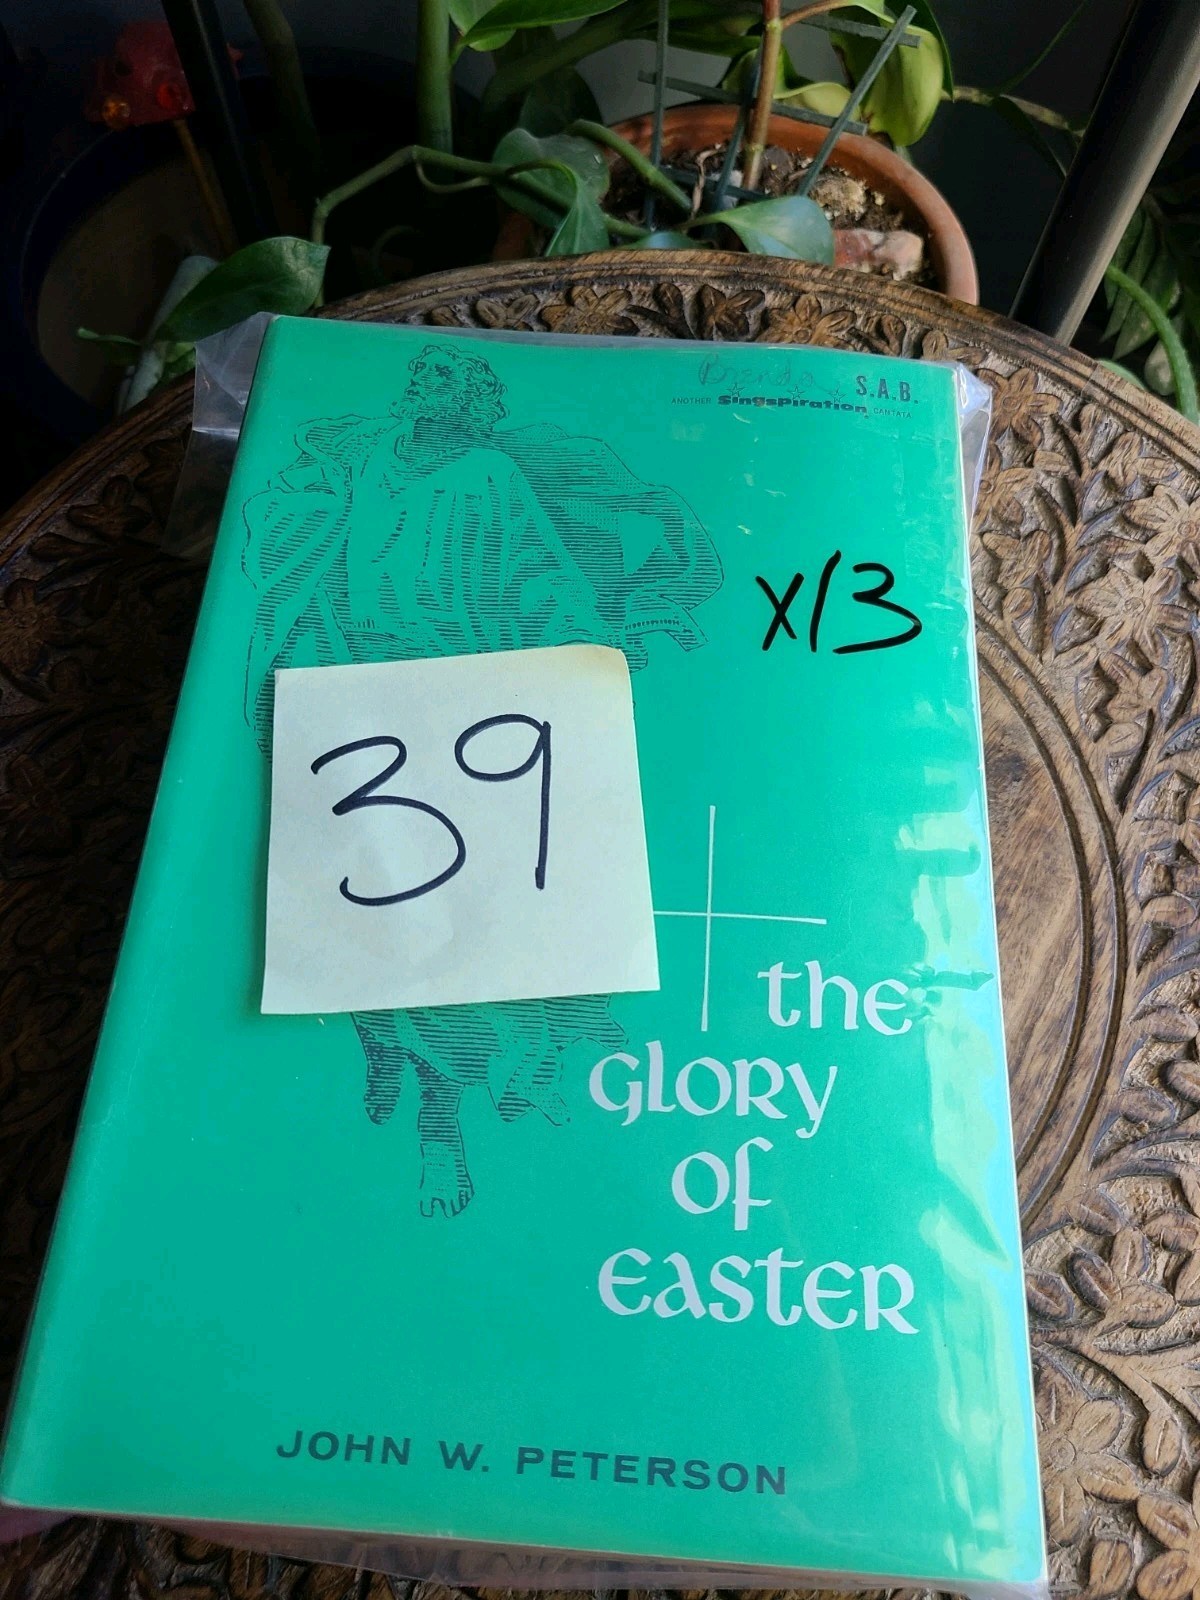 Brenda S.A.B.
ANOTHER Singspiration CANTATA
x13
39
the
Glory
of
Easter
JOHN W. PETERSON